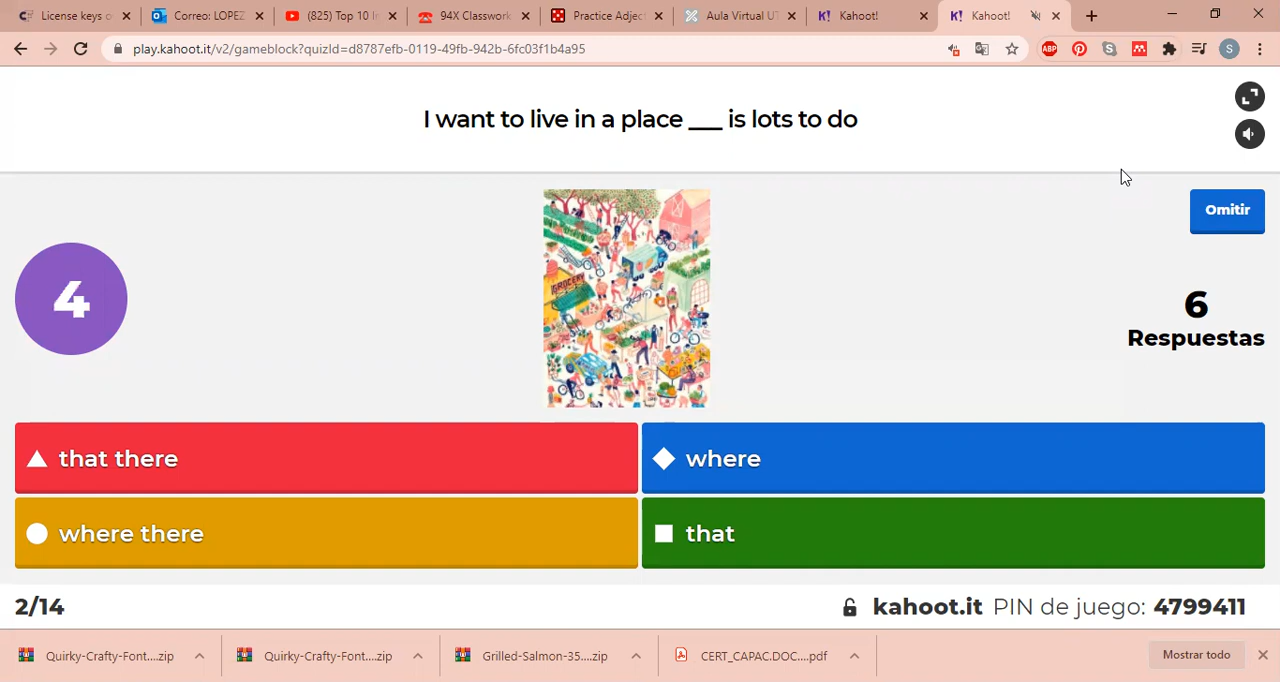 License keys o
Correo: LOPEZ
(825) Top 10 I
94X Classwork
Practice Adjec
Aula Virtual UT
K! Kahoot!
K! Kahoot!
play.kahoot.it/v2/gameblock?quizId=d8787efb-0119-49fb-942b-6fc03f1b4a95
ABP
S
I want to live in a place ___ is lots to do
Omitir
4
GROCERY
6
Respuestas
that there
where
where there
that
2/14
kahoot.it PIN de juego: 4799411
Quirky-Crafty-Font....zip
Quirky-Crafty-Font....zip
Grilled-Salmon-35....zip
CERT_CAPAC.DOC....pdf
Mostrar todo